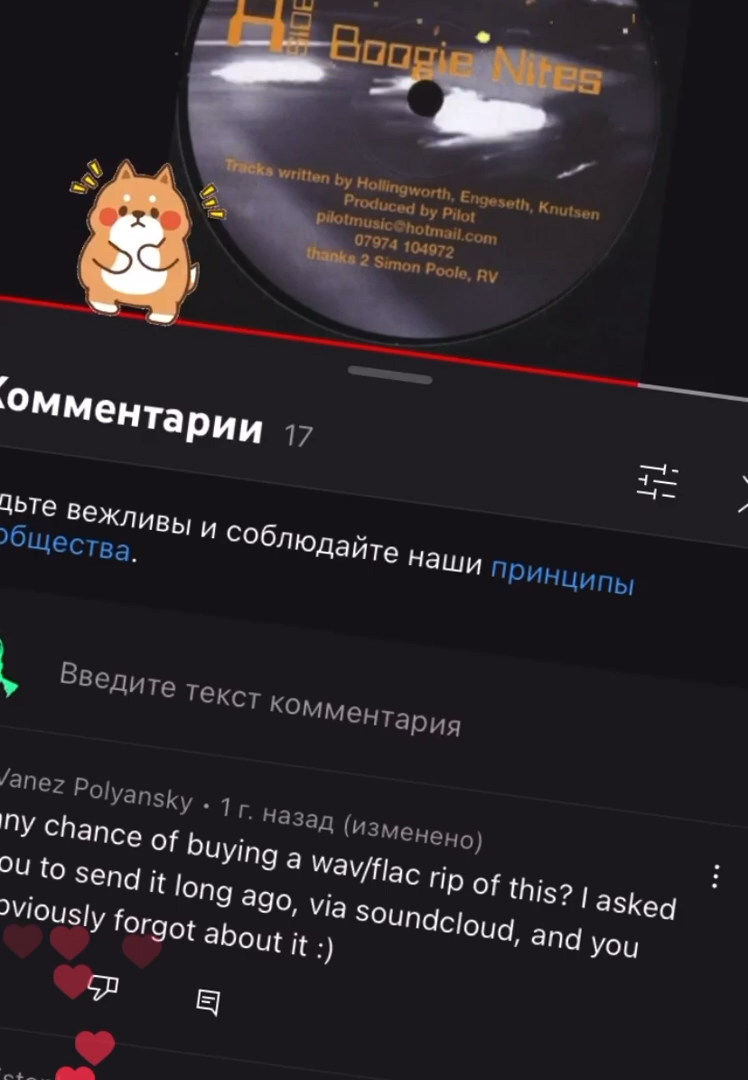 A SIDE
Boogie Nites
Tracks written by Hollingworth, Engeseth, Knutsen
Produced by Pilot
pilotmusic@hotmail.com
07974 104972
thanks 2 Simon Poole, RV
Комментарии 17
дьте вежливы и соблюдайте наши принципы
ообщества.
Введите текст комментария
Vanez Polyansky • 1 г. назад (изменено)
any chance of buying a wav/flac rip of this? I asked
ou to send it long ago, via soundcloud, and you
bviously forgot about it :)